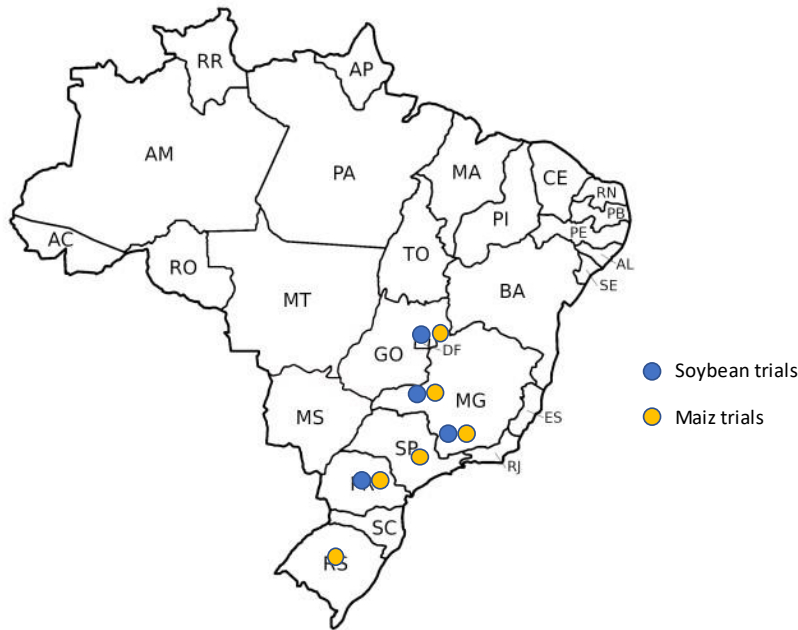 RR
AP
AM
PA
MA
CE
RN
PB
PI
PE
AC
TO
AL
RO
SE
BA
MT
GO
DF
Soybean trials
MG
MS
ES
Maiz trials
SP
RJ
SC
RS